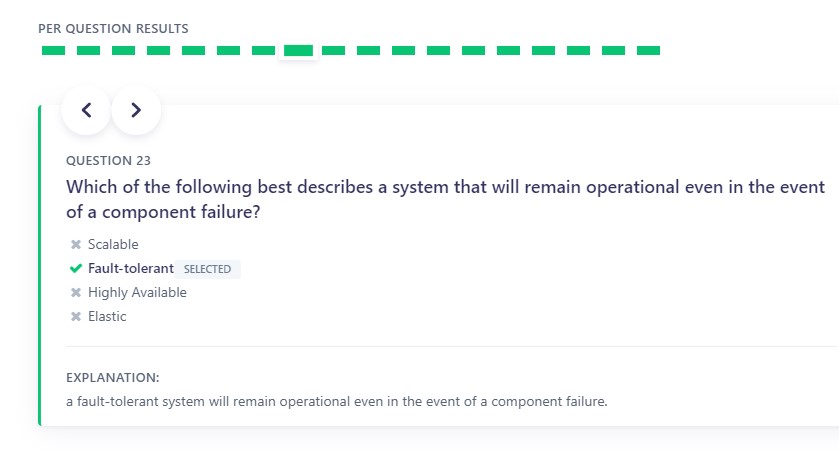 PER QUESTION RESULTS
QUESTION 23
Which of the following best describes a system that will remain operational even in the event
of a component failure?
Scalable
Fault-tolerant SELECTED
Highly Available
Elastic
EXPLANATION:
a fault-tolerant system will remain operational even in the event of a component failure.